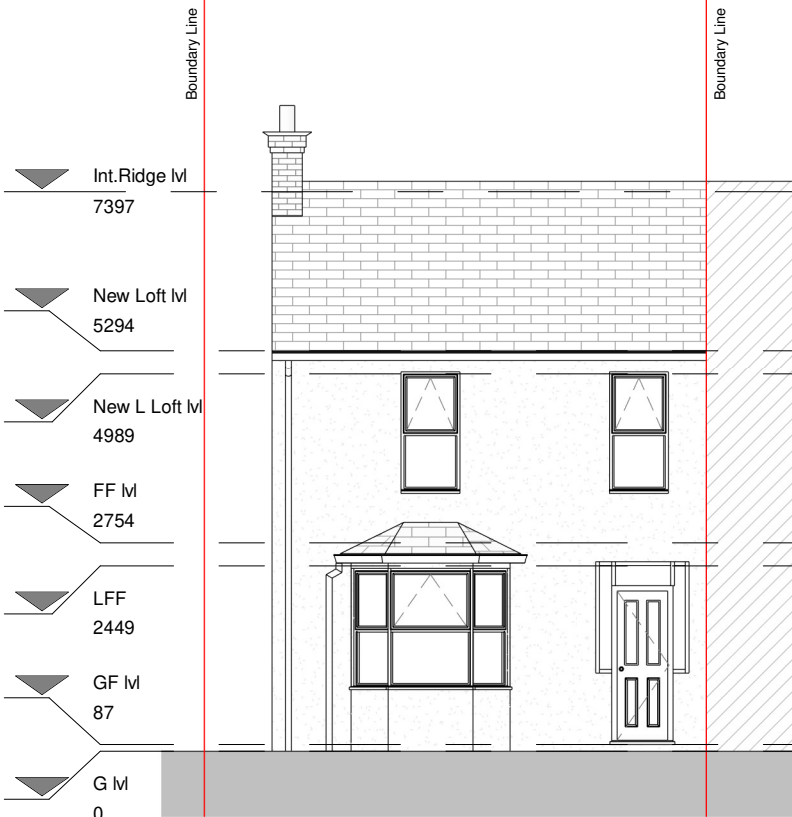 Boundary Line
Boundary Line
Int.Ridge lvl
7397
New Loft lvl
5294
New L Loft lvl
4989
FF lvl
2754
LFF
2449
GF lvl
87
G lvl
0